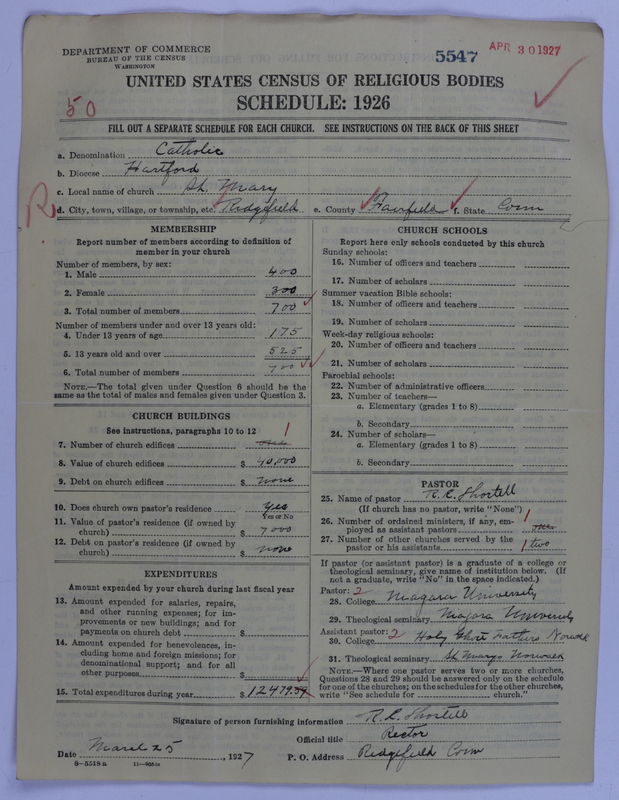 DEPARTMENT OF COMMERCE
BUREAU OF THE CENSUS
WASHINGTON
5547
APR 30 1927
UNITED STATES CENSUS OF RELIGIOUS BODIES
SCHEDULE: 1926
50
FILL OUT A SEPARATE SCHEDULE FOR EACH CHURCH. SEE INSTRUCTIONS ON THE BACK OF THIS SHEET
a. Denomination Catholic
b. Diocese Hartford
c. Local name of church St. Mary
R
d. City, town, village, or township, etc. Ridgefield e. County Fairfield f. State Conn
MEMBERSHIP
Report number of members according to definition of
member in your church
Number of members, by sex:
1. Male 400
2. Female 300
3. Total number of members 700
Number of members under and over 13 years old:
4. Under 13 years of age 175
5. 13 years old and over 525
6. Total number of members 700
NOTE.—The total given under Question 6 should be the
same as the total of males and females given under Question 3.
CHURCH BUILDINGS
See instructions, paragraphs 10 to 12
7. Number of church edifices one 1
8. Value of church edifices $ 40,000
9. Debt on church edifices $ none
10. Does church own pastor's residence yes
Yes or No
11. Value of pastor's residence (if owned by
church) $ 7000
12. Debt on pastor's residence (if owned by
church) $ none
EXPENDITURES
Amount expended by your church during last fiscal year
13. Amount expended for salaries, repairs,
and other running expenses; for im-
provements or new buildings; and for
payments on church debt $
14. Amount expended for benevolences, in-
cluding home and foreign missions; for
denominational support; and for all
other purposes $
15. Total expenditures during year $ 12479.59
CHURCH SCHOOLS
Report here only schools conducted by this church
Sunday schools:
16. Number of officers and teachers
17. Number of scholars
Summer vacation Bible schools:
18. Number of officers and teachers
19. Number of scholars
Week-day religious schools:
20. Number of officers and teachers
21. Number of scholars
Parochial schools:
22. Number of administrative officers
23. Number of teachers—
a. Elementary (grades 1 to 8)
b. Secondary
24. Number of scholars—
a. Elementary (grades 1 to 8)
b. Secondary
PASTOR
25. Name of pastor R. E. Shortell
(If church has no pastor, write "None")
26. Number of ordained ministers, if any, em-
ployed as assistant pastors one 1
27. Number of other churches served by the
pastor or his assistants two
If pastor (or assistant pastor) is a graduate of a college or
theological seminary, give name of institution below. (If
not a graduate, write "No" in the space indicated.)
Pastor: 2
28. College Niagara University
29. Theological seminary Niagara University
Assistant pastor: 2
30. College Holy Ghost Fathers Norwalk
31. Theological seminary St Marys Norwalk
NOTE.—Where one pastor serves two or more churches,
Questions 28 and 29 should be answered only on the schedule
for one of the churches; on the schedules for the other churches,
write "See schedule for church."
Signature of person furnishing information R. E. Shortell
Official title Rector
Date March 25, 1927 P. O. Address Ridgefield Conn
8—5518a